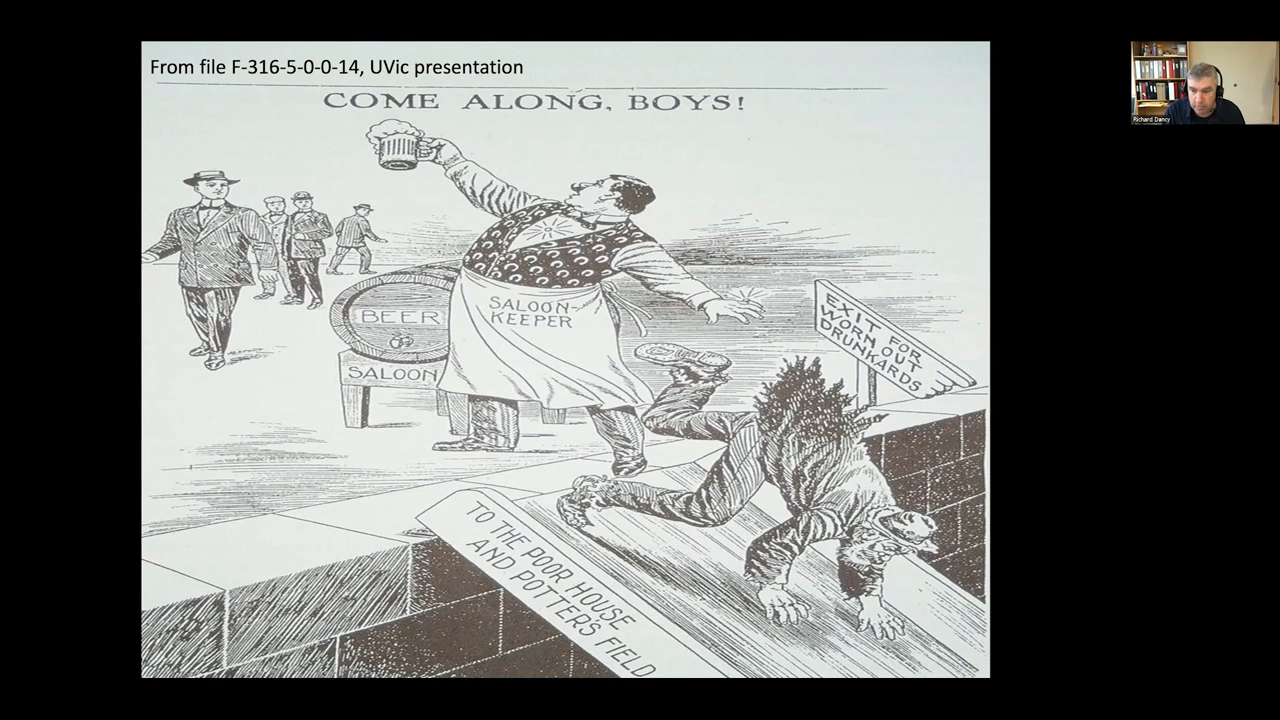 From file F-316-5-0-0-14, UVic presentation
COME ALONG, BOYS!
SALOON-
KEEPER
BEER
SALOON
EXIT FOR
WORN OUT
DRUNKARDS
TO THE POOR HOUSE
AND POTTER'S FIELD
Richard Dancy